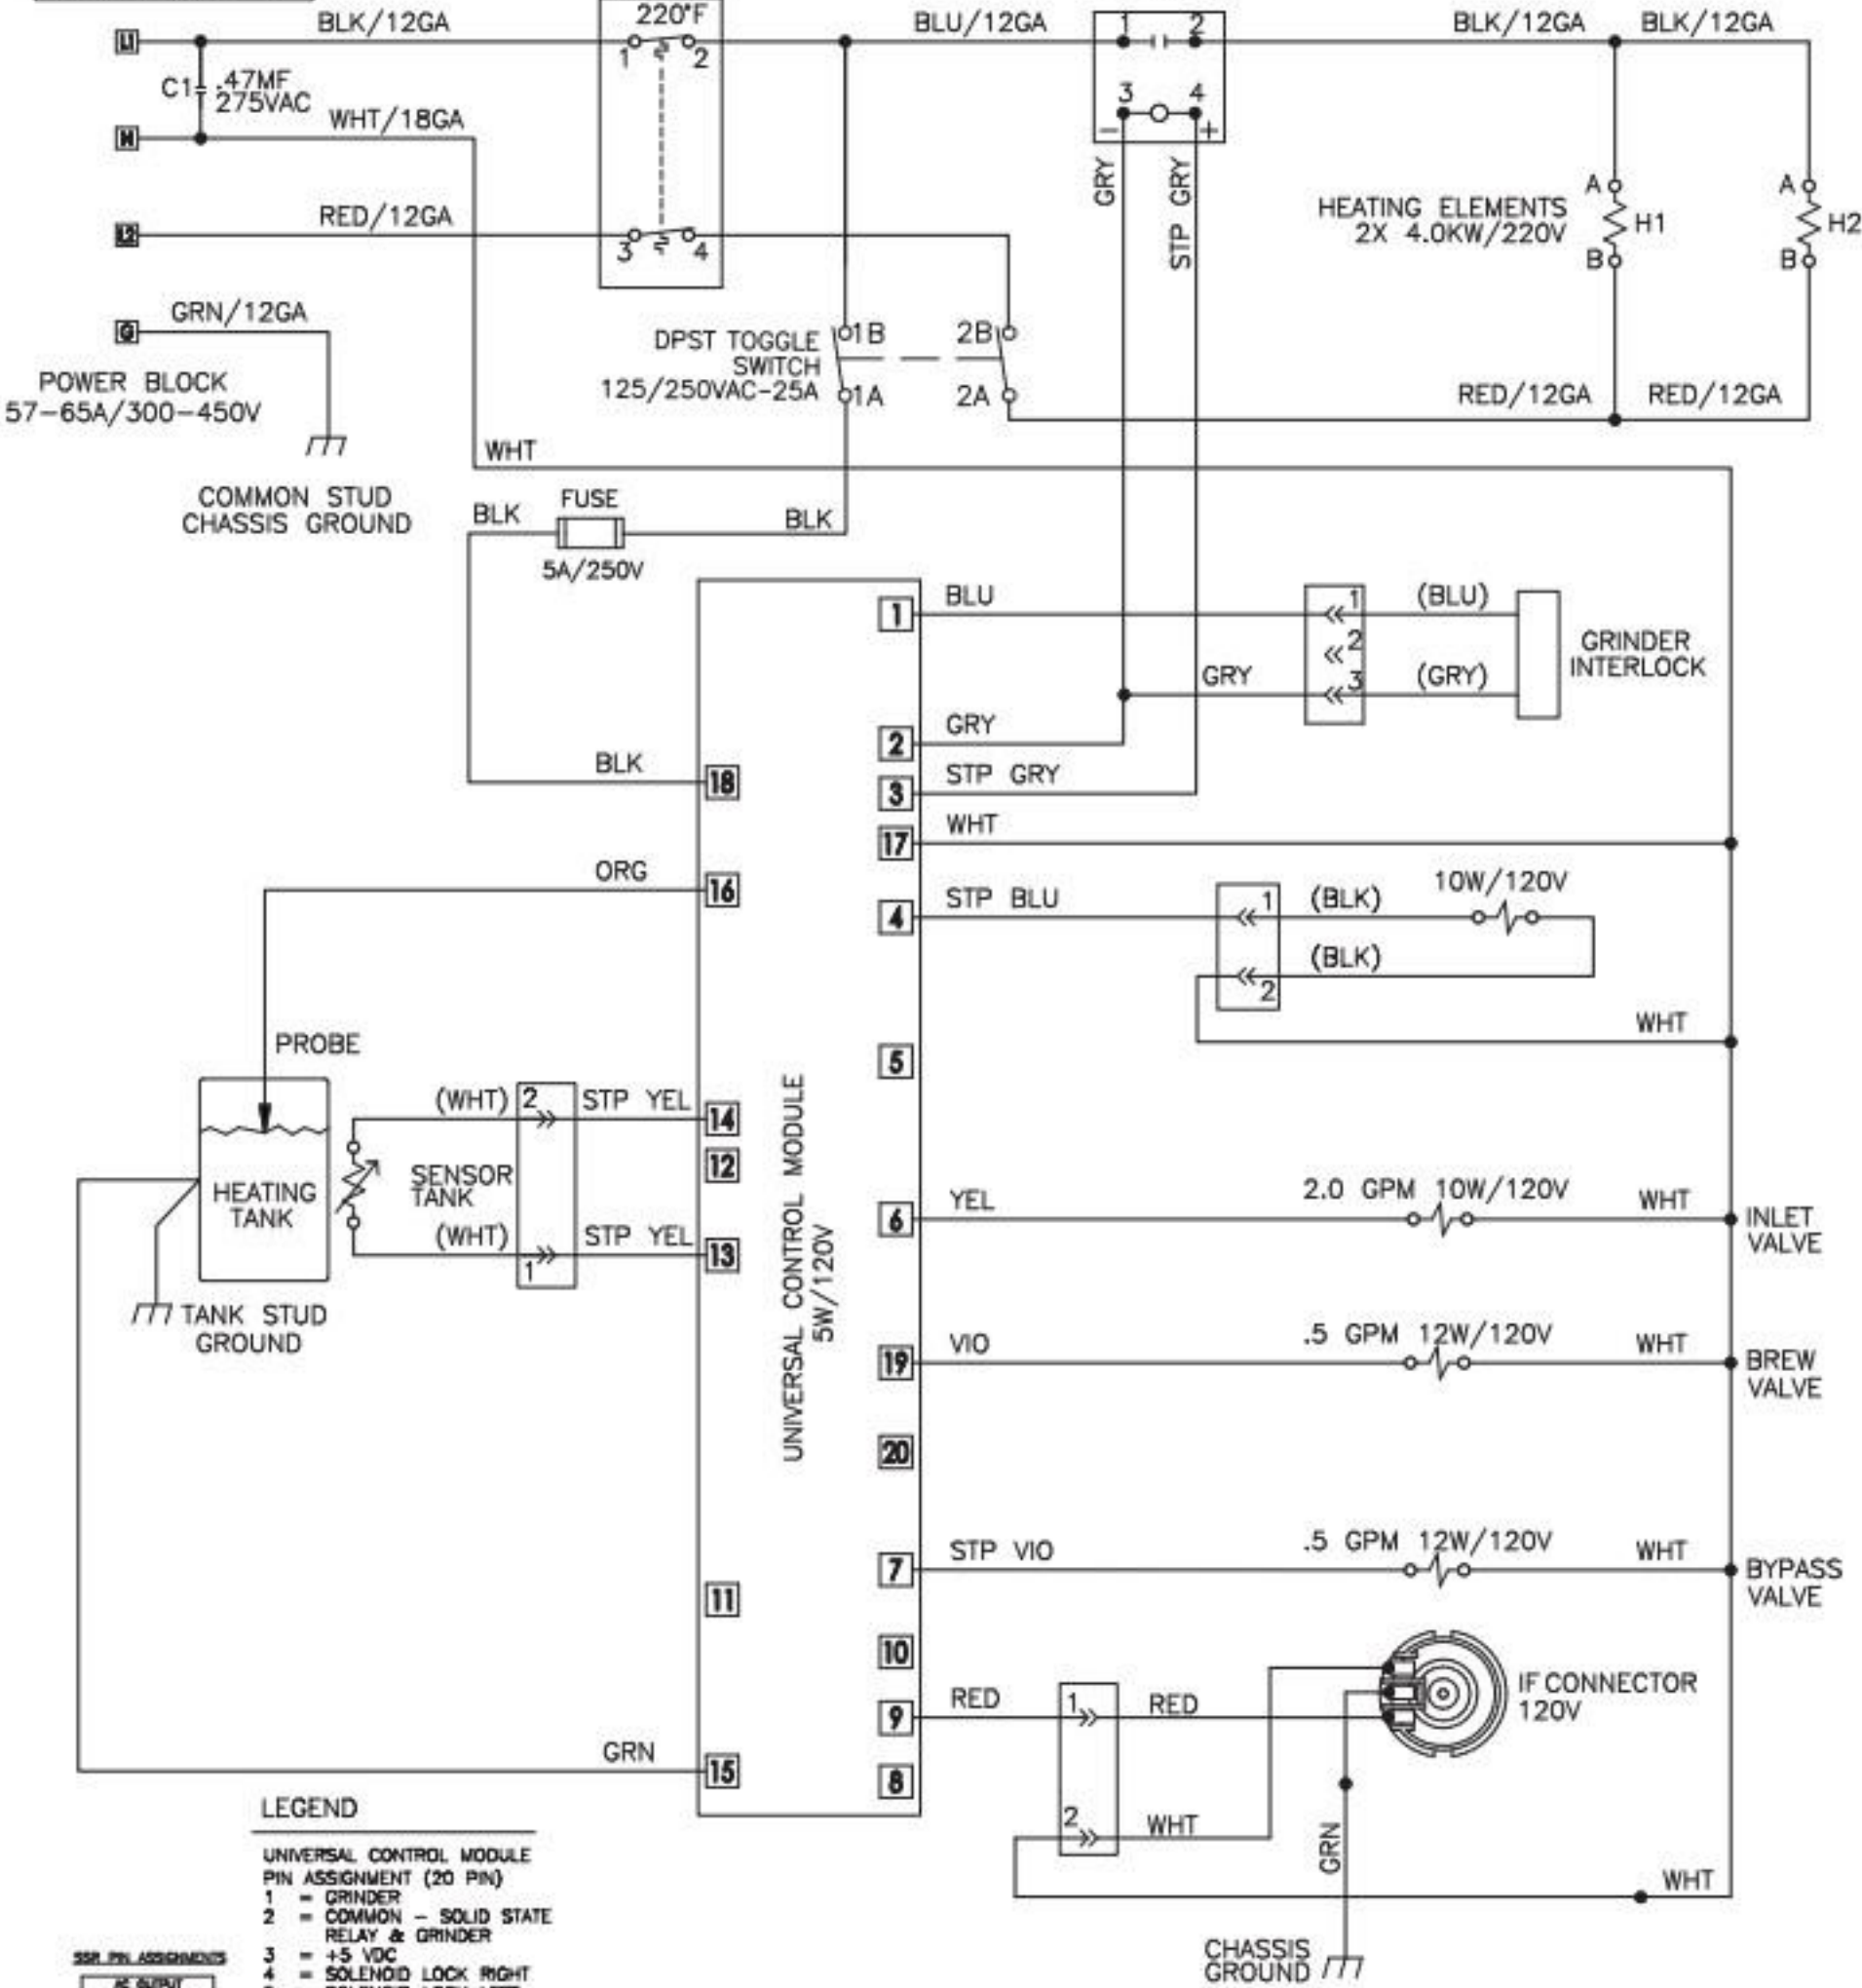 220°F
1 2
3 4
L1
BLK/12GA
BLU/12GA
1 2
3 4
- +
BLK/12GA
BLK/12GA
C1
.47MF
275VAC
N
WHT/18GA
L2
RED/12GA
G
GRN/12GA
POWER BLOCK
57-65A/300-450V
COMMON STUD
CHASSIS GROUND
DPST TOGGLE
SWITCH
125/250VAC-25A
1B
1A
2B
2A
GRY
STP GRY
HEATING ELEMENTS
2X 4.0KW/220V
A
H1
B
A
H2
B
RED/12GA
RED/12GA
WHT
BLK
FUSE
BLK
5A/250V
1
BLU
1
(BLU)
2
GRINDER
INTERLOCK
GRY
3
(GRY)
2
GRY
BLK
18
3
STP GRY
17
WHT
ORG
16
4
STP BLU
1
(BLK)
10W/120V
(BLK)
2
WHT
5
PROBE
HEATING
TANK
(WHT)
2
STP YEL
14
12
SENSOR
TANK
(WHT)
1
STP YEL
13
TANK STUD
GROUND
UNIVERSAL CONTROL MODULE
5W/120V
6
YEL
2.0 GPM 10W/120V
WHT
INLET
VALVE
19
VIO
.5 GPM 12W/120V
WHT
BREW
VALVE
20
7
STP VIO
.5 GPM 12W/120V
WHT
BYPASS
VALVE
11
10
9
RED
1
RED
IF CONNECTOR
120V
GRN
15
8
2
WHT
GRN
WHT
CHASSIS
GROUND
LEGEND
UNIVERSAL CONTROL MODULE
PIN ASSIGNMENT (20 PIN)
1 = GRINDER
2 = COMMON - SOLID STATE
RELAY & GRINDER
3 = +5 VDC
4 = SOLENOID LOCK RIGHT
SSR PIN ASSIGNMENTS
AC OUTPUT